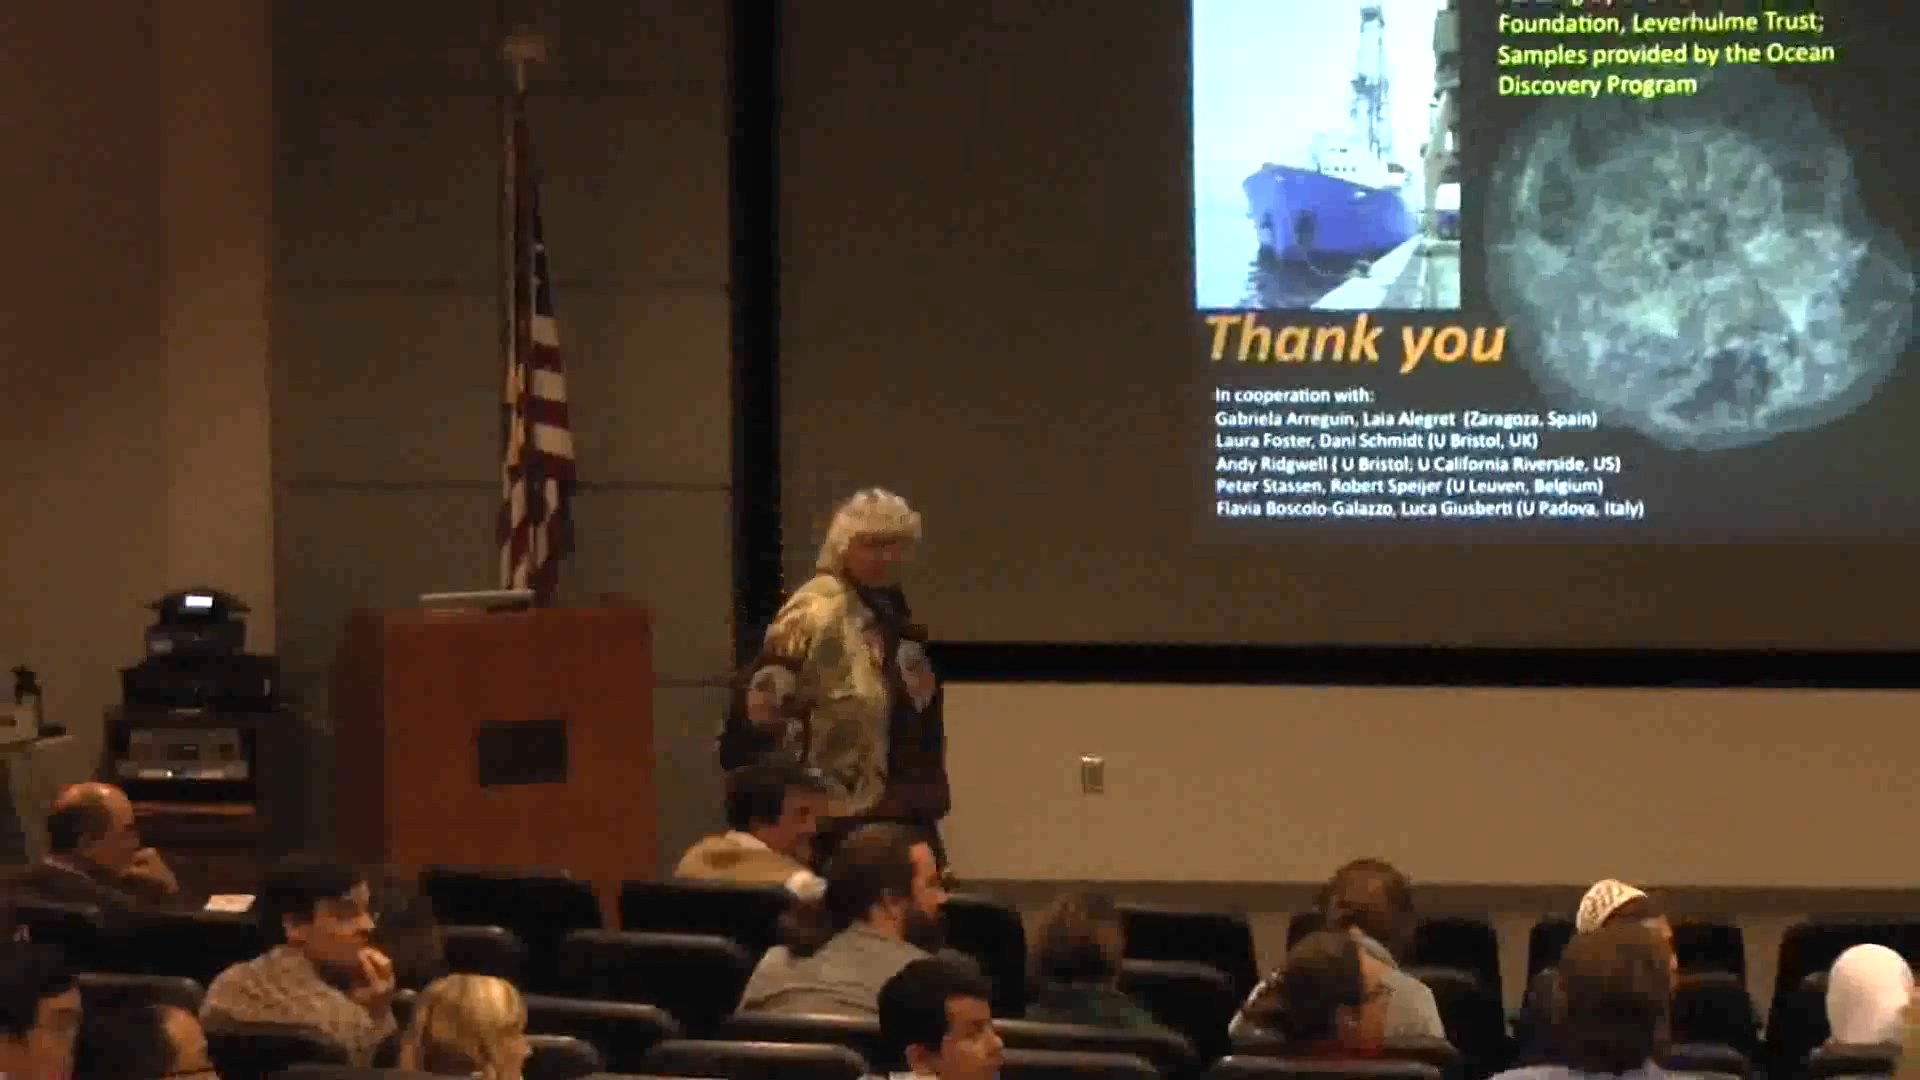 Foundation, Leverhulme Trust;
Samples provided by the Ocean
Discovery Program
Thank you
In cooperation with:
Gabriela Arreguin, Laia Alegret (Zaragoza, Spain)
Laura Foster, Dani Schmidt (U Bristol, UK)
Andy Ridgwell ( U Bristol; U California Riverside, US)
Peter Stassen, Robert Speijer (U Leuven, Belgium)
Flavia Boscolo-Galazzo, Luca Giusberti (U Padova, Italy)